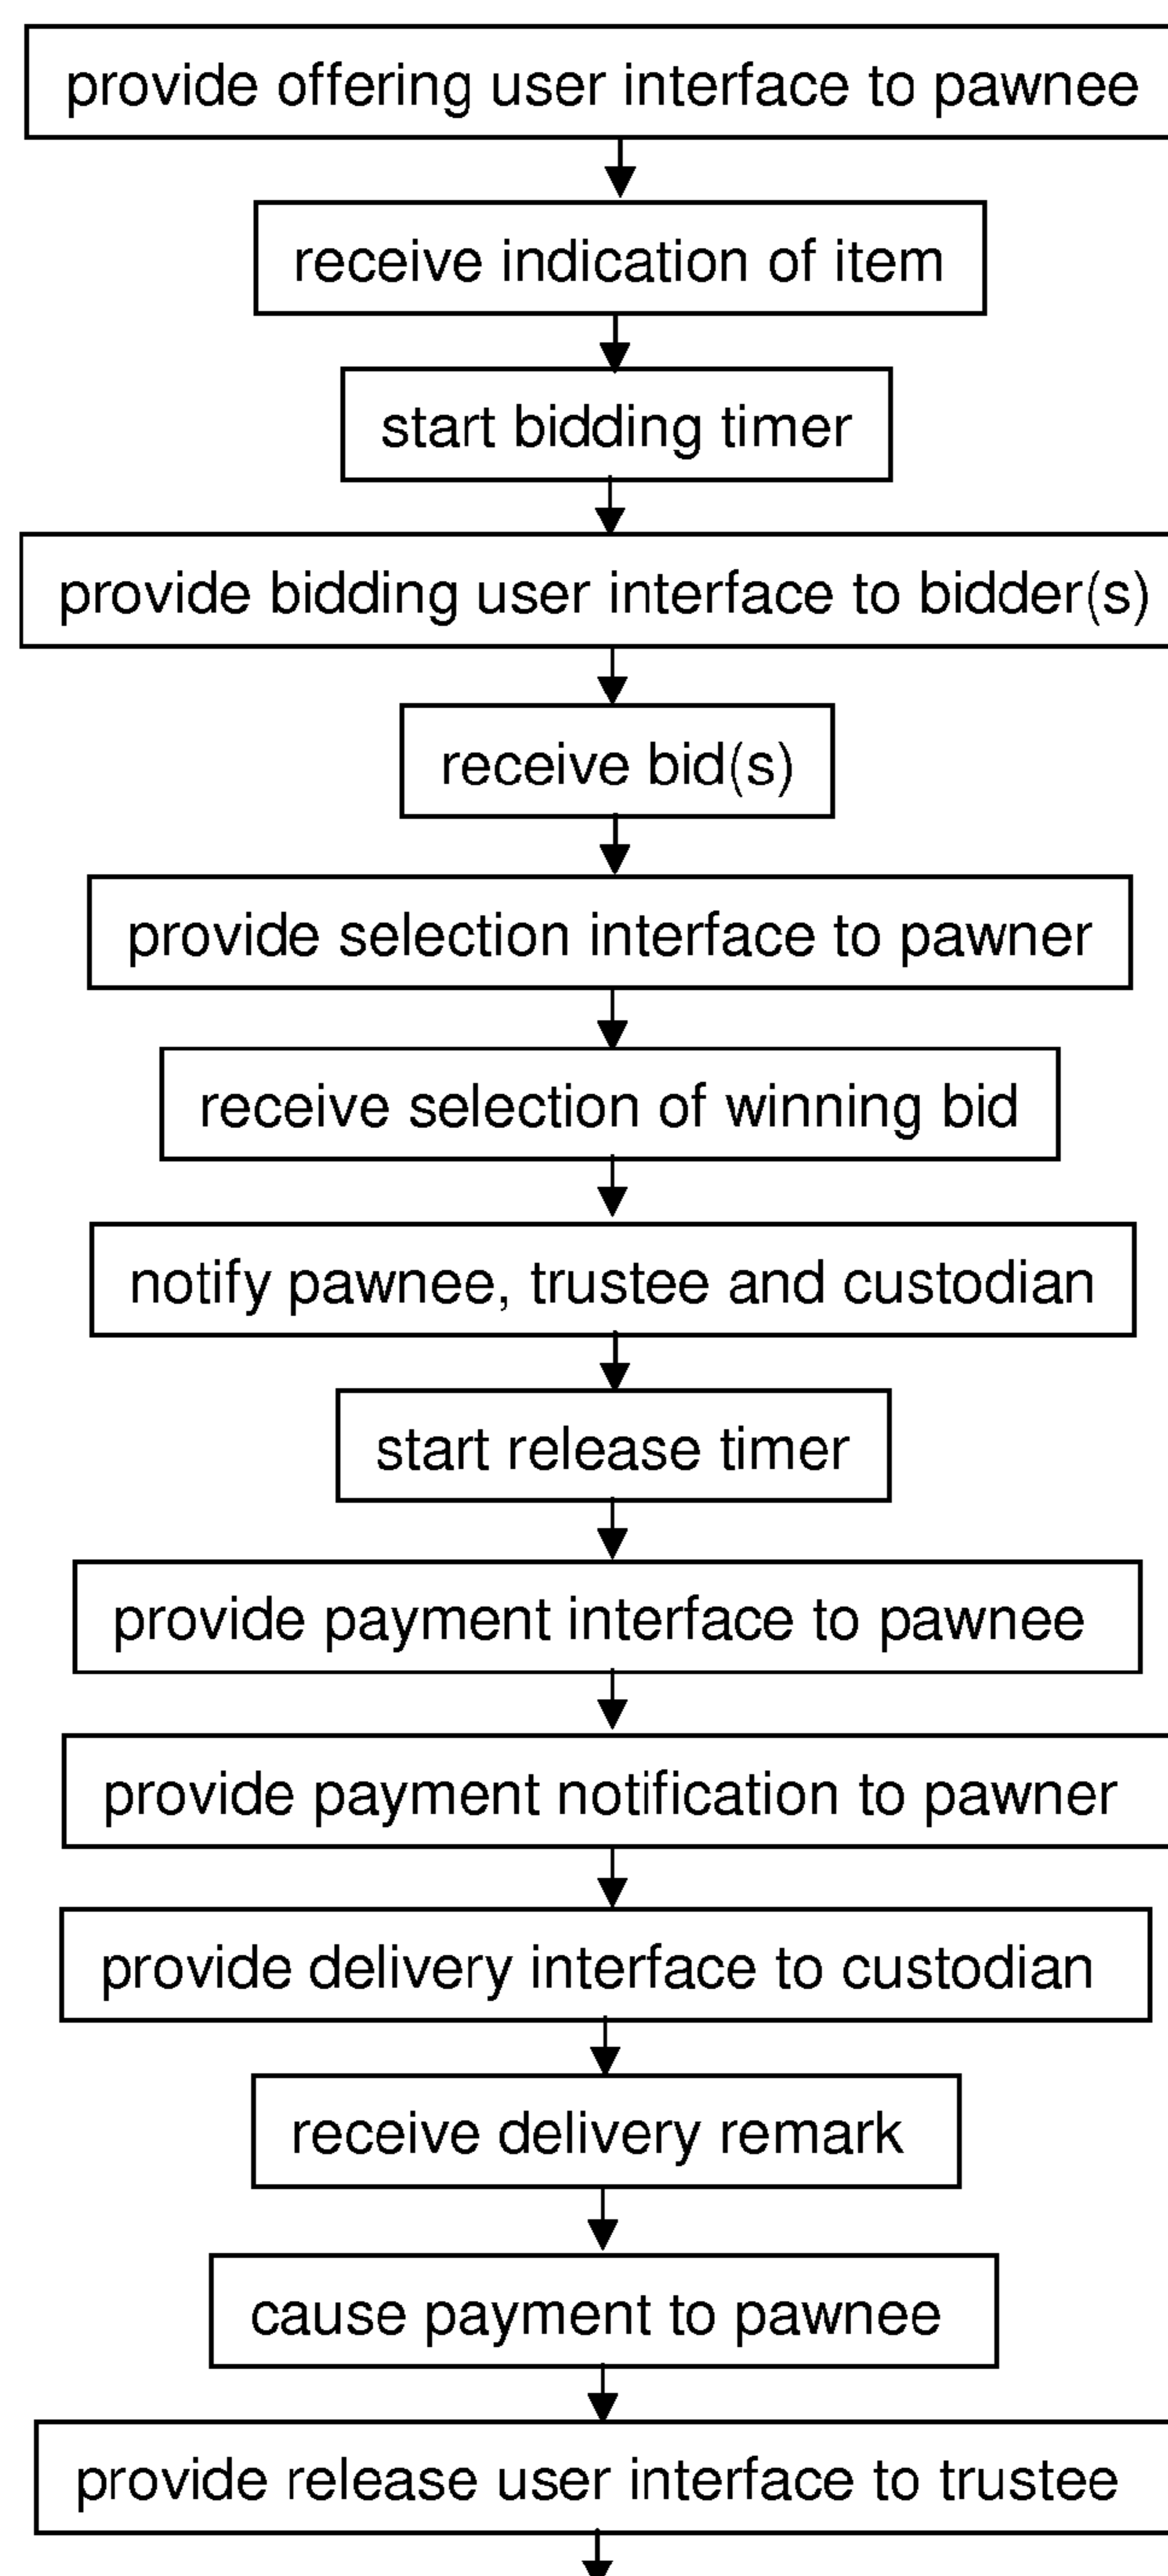 provide offering user interface to pawnee
receive indication of item
start bidding timer
provide bidding user interface to bidder(s)
receive bid(s)
provide selection interface to pawner
receive selection of winning bid
notify pawnee, trustee and custodian
start release timer
provide payment interface to pawnee
provide payment notification to pawner
provide delivery interface to custodian
receive delivery remark
cause payment to pawnee
provide release user interface to trustee